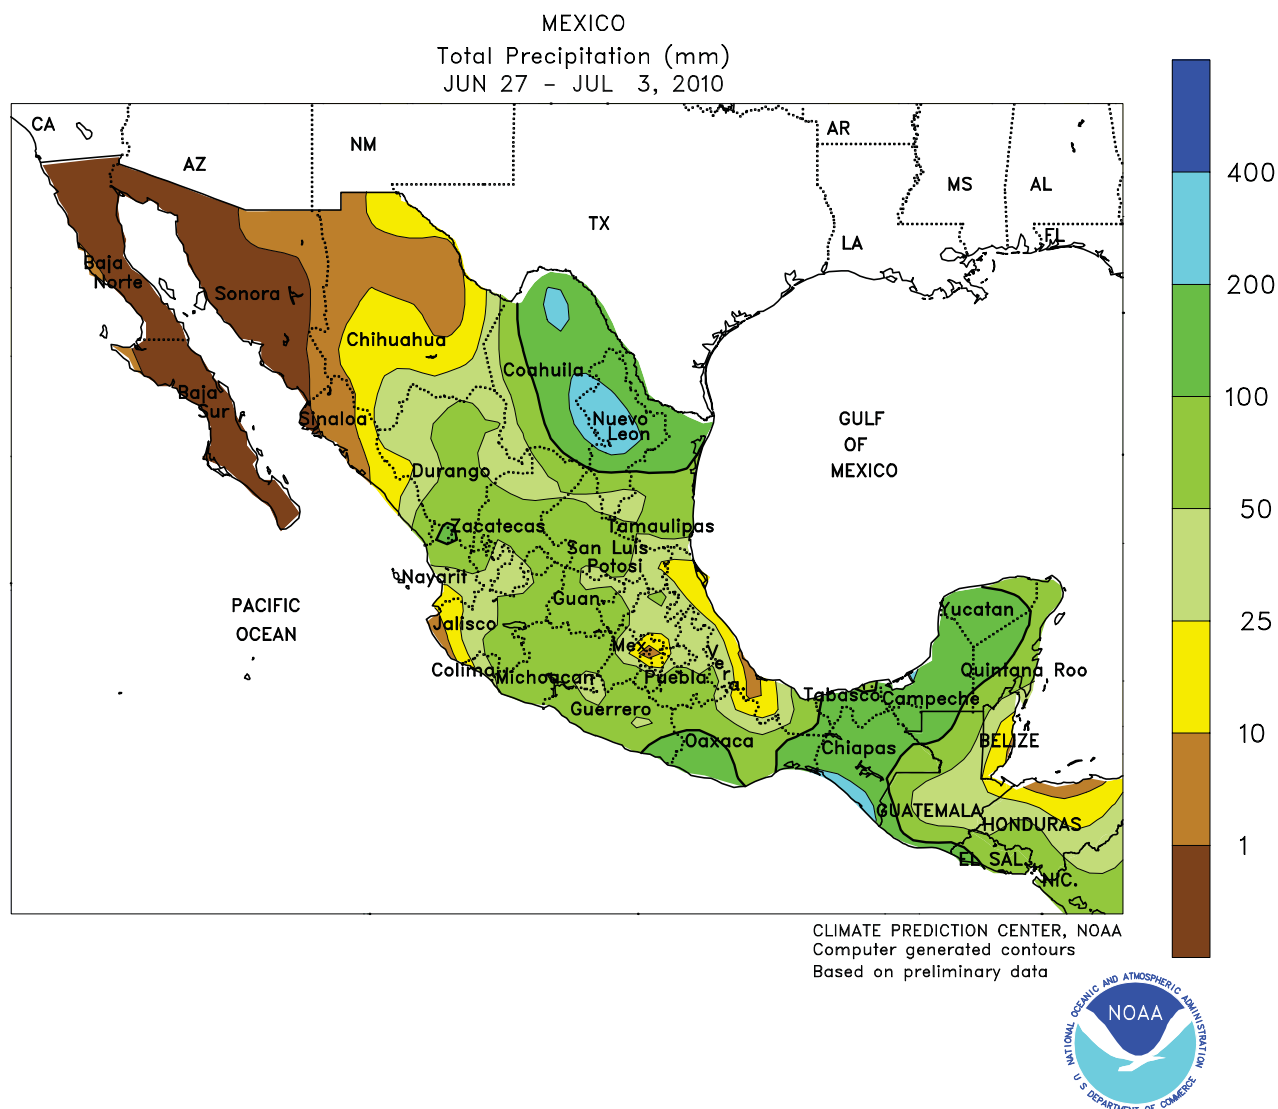 MEXICO
Total Precipitation (mm)
JUN 27 - JUL 3, 2010
CA
AZ
NM
TX
AR
LA
MS
AL
FL
400
200
100
50
25
10
1
Baja
Norte
Sonora
Chihuahua
Coahuila
Baja
Sur
Sinaloa
Nuevo
Leon
GULF
OF
MEXICO
Durango
Zacatecas
Tamaulipas
San Luis
Potosi
Nayarit
Guan.
PACIFIC
OCEAN
Jalisco
Mex.
Yucatan
Colima
Michoacan
Puebla
Vera.
Quintana Roo
Tabasco
Campeche
Guerrero
Oaxaca
Chiapas
BELIZE
GUATEMALA
HONDURAS
EL SAL.
NIC.
CLIMATE PREDICTION CENTER, NOAA
Computer generated contours
Based on preliminary data
NATIONAL OCEANIC AND ATMOSPHERIC ADMINISTRATION
NOAA
U S DEPARTMENT OF COMMERCE